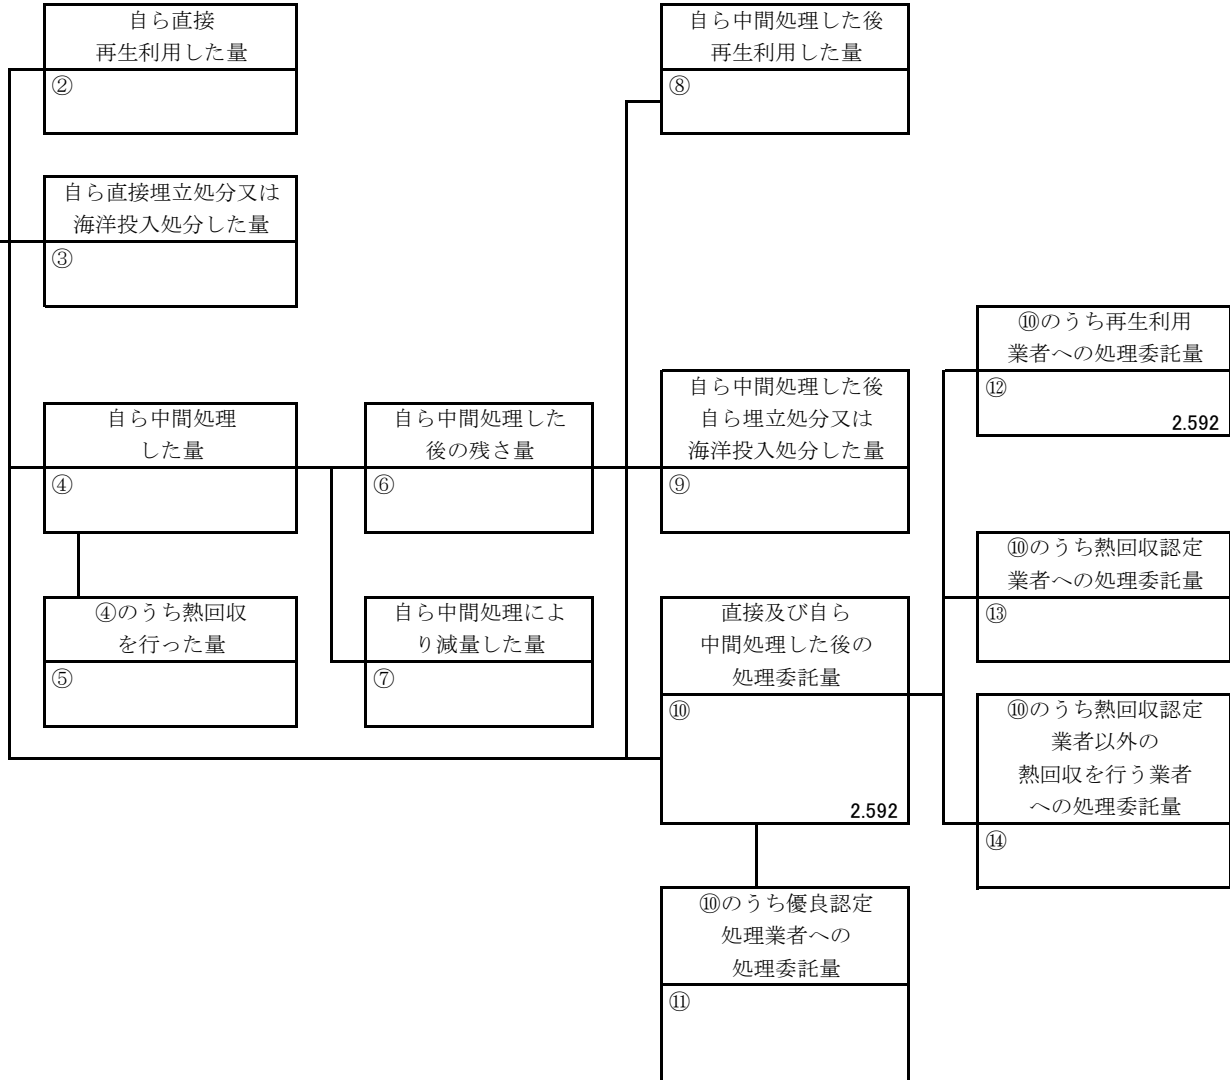 自ら直接
再生利用した量
②
自ら直接埋立処分又は
海洋投入処分した量
③
自ら中間処理
した量
④
④のうち熱回収
を行った量
⑤
自ら中間処理した
後の残さ量
⑥
自ら中間処理によ
り減量した量
⑦
自ら中間処理した後
再生利用した量
⑧
自ら中間処理した後
自ら埋立処分又は
海洋投入処分した量
⑨
直接及び自ら
中間処理した後の
処理委託量
⑩
2.592
⑩のうち優良認定
処理業者への
処理委託量
⑪
⑩のうち再生利用
業者への処理委託量
⑫
2.592
⑩のうち熱回収認定
業者への処理委託量
⑬
⑩のうち熱回収認定
業者以外の
熱回収を行う業者
への処理委託量
⑭